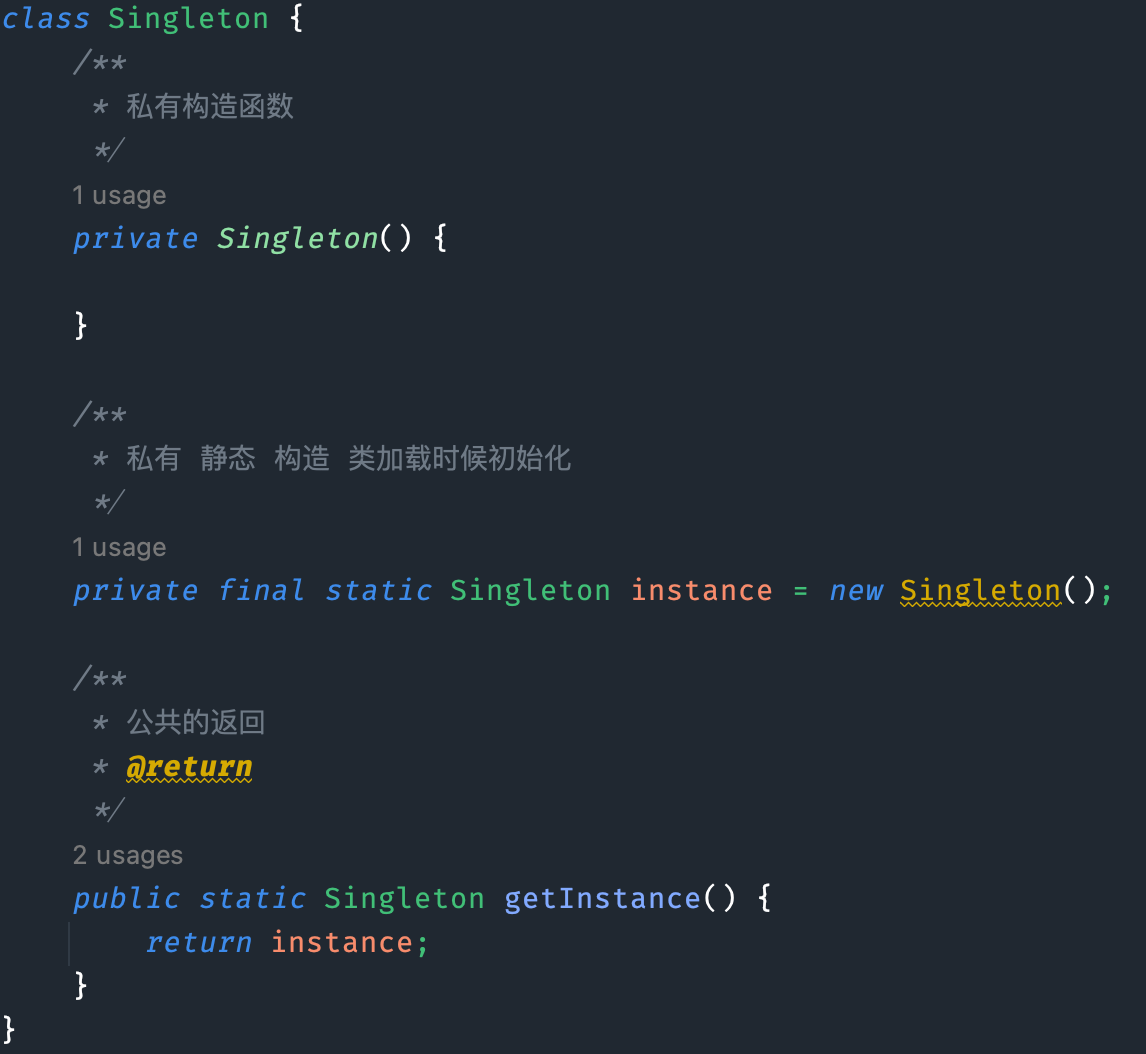 class Singleton {
    /**
     * 私有构造函数
     */
    1 usage
    private Singleton() {

    }

    /**
     * 私有 静态 构造 类加载时候初始化
     */
    1 usage
    private final static Singleton instance = new Singleton();

    /**
     * 公共的返回
     * @return
     */
    2 usages
    public static Singleton getInstance() {
        return instance;
    }
}